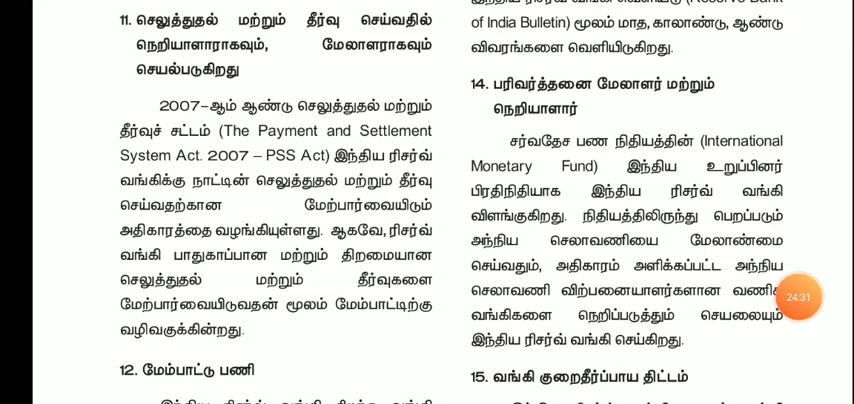 11. செலுத்துதல் மற்றும் தீர்வு செய்வதில்
நெறியாளராகவும், மேலாளராகவும்
செயல்படுகிறது
2007-ஆம் ஆண்டு செலுத்துதல் மற்றும்
தீர்வுச் சட்டம் (The Payment and Settlement
System Act. 2007 – PSS Act) இந்திய ரிசர்வ்
வங்கிக்கு நாட்டின் செலுத்துதல் மற்றும் தீர்வு
செய்வதற்கான மேற்பார்வையிடும்
அதிகாரத்தை வழங்கியுள்ளது. ஆகவே, ரிசர்வ்
வங்கி பாதுகாப்பான மற்றும் திறமையான
செலுத்துதல் மற்றும் தீர்வுகளை
மேற்பார்வையிடுவதன் மூலம் மேம்பாட்டிற்கு
வழிவகுக்கின்றது.
12. மேம்பாட்டு பணி
of India Bulletin) மூலம் மாத, காலாண்டு, ஆண்டு
விவரங்களை வெளியிடுகிறது.
14. பரிவர்த்தனை மேலாளர் மற்றும்
நெறியாளார்
சர்வதேச பண நிதியத்தின் (International
Monetary Fund) இந்திய உறுப்பினர்
பிரதிநிதியாக இந்திய ரிசர்வ் வங்கி
விளங்குகிறது. நிதியத்திலிருந்து பெறப்படும்
அந்நிய செலாவணியை மேலாண்மை
செய்வதும், அதிகாரம் அளிக்கப்பட்ட அந்நிய
செலாவணி விற்பனையாளர்களான வணிக
வங்கிகளை நெறிப்படுத்தும் செயலையும்
இந்திய ரிசர்வ் வங்கி செய்கிறது.
15. வங்கி குறைதீர்ப்பாய திட்டம்
24:31